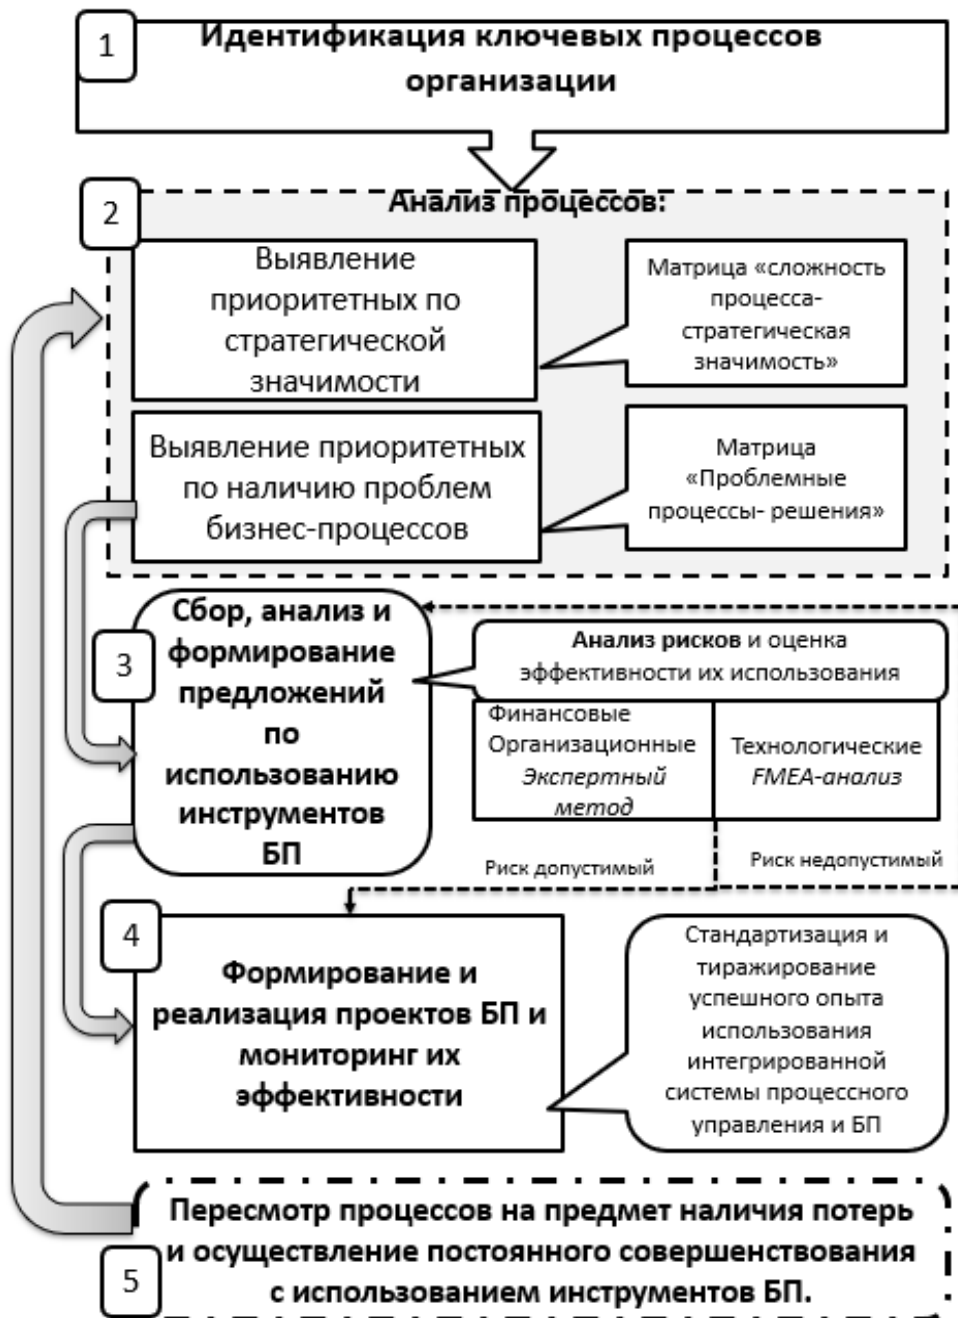 1
Идентификация ключевых процессов
организации
2
Анализ процессов:
Выявление
приоритетных по
стратегической
значимости
Матрица «сложность
процесса-
стратегическая
значимость»
Выявление приоритетных
по наличию проблем
бизнес-процессов
Матрица
«Проблемные
процессы- решения»
3
Сбор, анализ и
формирование
предложений
по
использованию
инструментов
БП
Анализ рисков и оценка
эффективности их использования
Финансовые
Организационные
Экспертный
метод
Технологические
FMEA-анализ
Риск допустимый
Риск недопустимый
4
Формирование и
реализация проектов БП и
мониторинг их
эффективности
Стандартизация и
тиражирование
успешного опыта
использования
интегрированной
системы процессного
управления и БП
5
Пересмотр процессов на предмет наличия потерь
и осуществление постоянного совершенствования
с использованием инструментов БП.